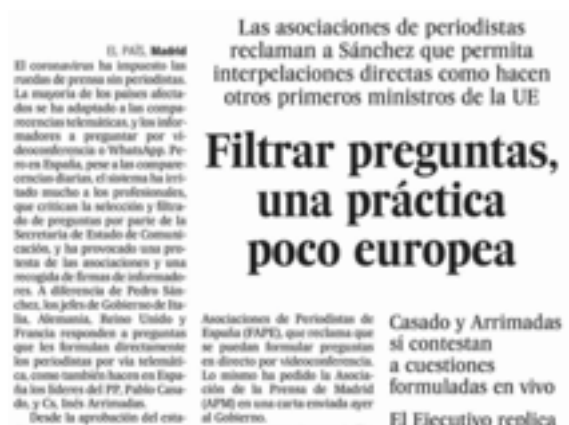 Las asociaciones de periodistas
reclaman a Sánchez que permita
interpelaciones directas como hacen
otros primeros ministros de la UE
Filtrar preguntas,
una práctica
poco europea
EL PAÍS, Madrid
El coronavirus ha impuesto las
ruedas de prensa sin periodistas.
La mayoría de los países afecta-
dos se ha adaptado a las compa-
recencias telemáticas, y los infor-
madores a preguntar por vi-
deoconferencia o WhatsApp. Pe-
ro en España, pese a las compare-
cencias diarias, el sistema ha irri-
tado mucho a los profesionales,
que critican la selección y filtra-
do de preguntas por parte de la
Secretaría de Estado de Comuni-
cación, y ha provocado una pro-
testa de las asociaciones y una
recogida de firmas de informado-
res. A diferencia de Pedro Sán-
chez, los jefes de Gobierno de Ita-
lia, Alemania, Reino Unido y
Francia responden a preguntas
que les formulan directamente
los periodistas por vía telemáti-
ca, como también hacen en Espa-
ña los líderes del PP, Pablo Casa-
do, y Cs, Inés Arrimadas.
Desde la aprobación del esta-
Asociaciones de Periodistas de
España (FAPE), que reclama que
se puedan formular preguntas
en directo por videoconferencia.
Lo mismo ha pedido la Asocia-
ción de la Prensa de Madrid
(APM) en una carta enviada ayer
al Gobierno.
Casado y Arrimadas
sí contestan
a cuestiones
formuladas en vivo
El Ejecutivo replica